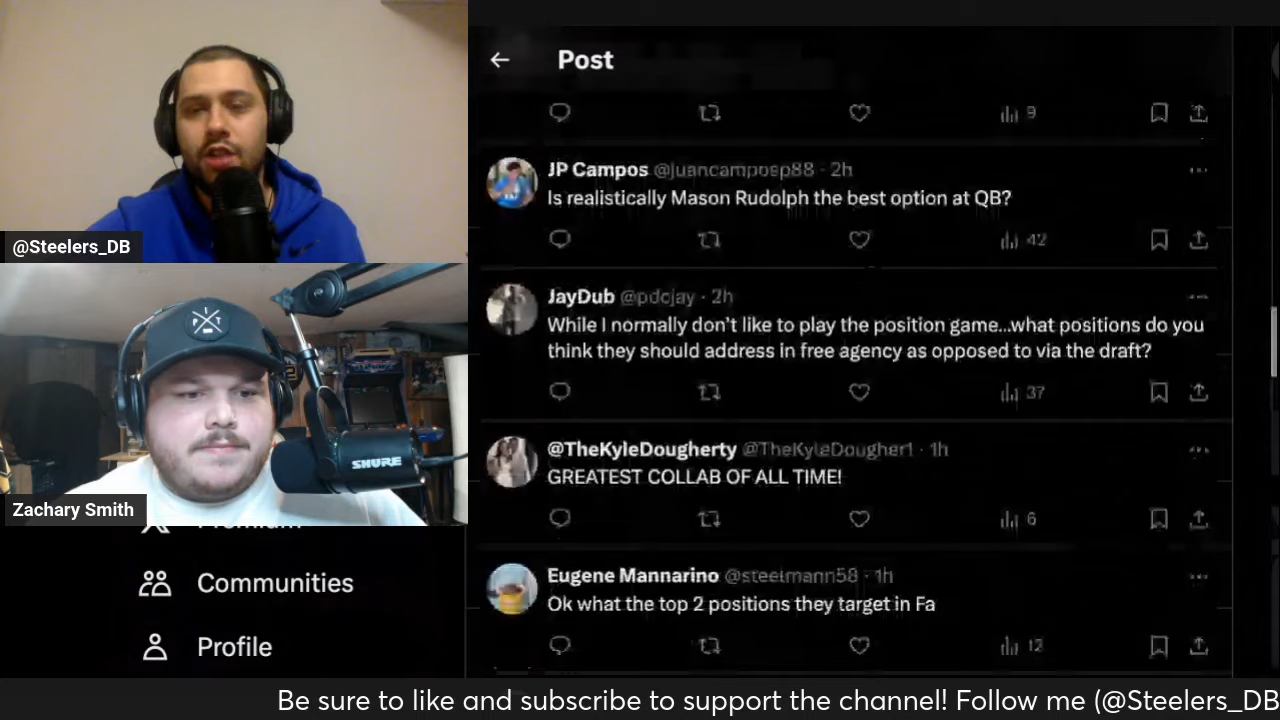 Post
9
JP Campos @juancamposp88 · 2h
Is realistically Mason Rudolph the best option at QB?
42
JayDub @pdcjay · 2h
While I normally don't like to play the position game...what positions do you
think they should address in free agency as opposed to via the draft?
37
@TheKyleDougherty @TheKyleDougher1 · 1h
GREATEST COLLAB OF ALL TIME!
6
Eugene Mannarino @steelmann58 · 1h
Ok what the top 2 positions they target in Fa
12
@Steelers_DB
PIT
SHURE
Zachary Smith
Premium
Communities
Profile
Be sure to like and subscribe to support the channel! Follow me (@Steelers_DB